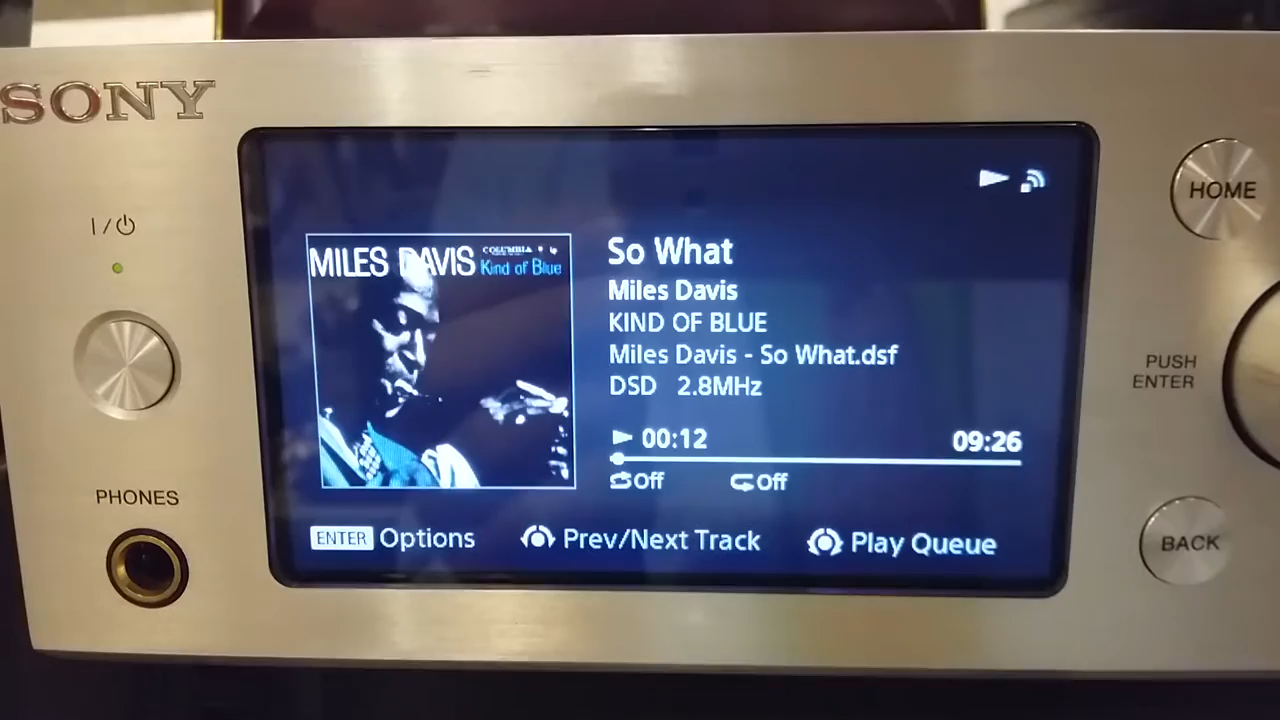 SONY
I/⏻
PHONES
MILES DAVIS
COLUMBIA
Kind of Blue
So What
Miles Davis
KIND OF BLUE
Miles Davis - So What.dsf
DSD 2.8MHz
00:12
09:26
Off
Off
ENTER Options
Prev/Next Track
Play Queue
HOME
PUSH
ENTER
BACK